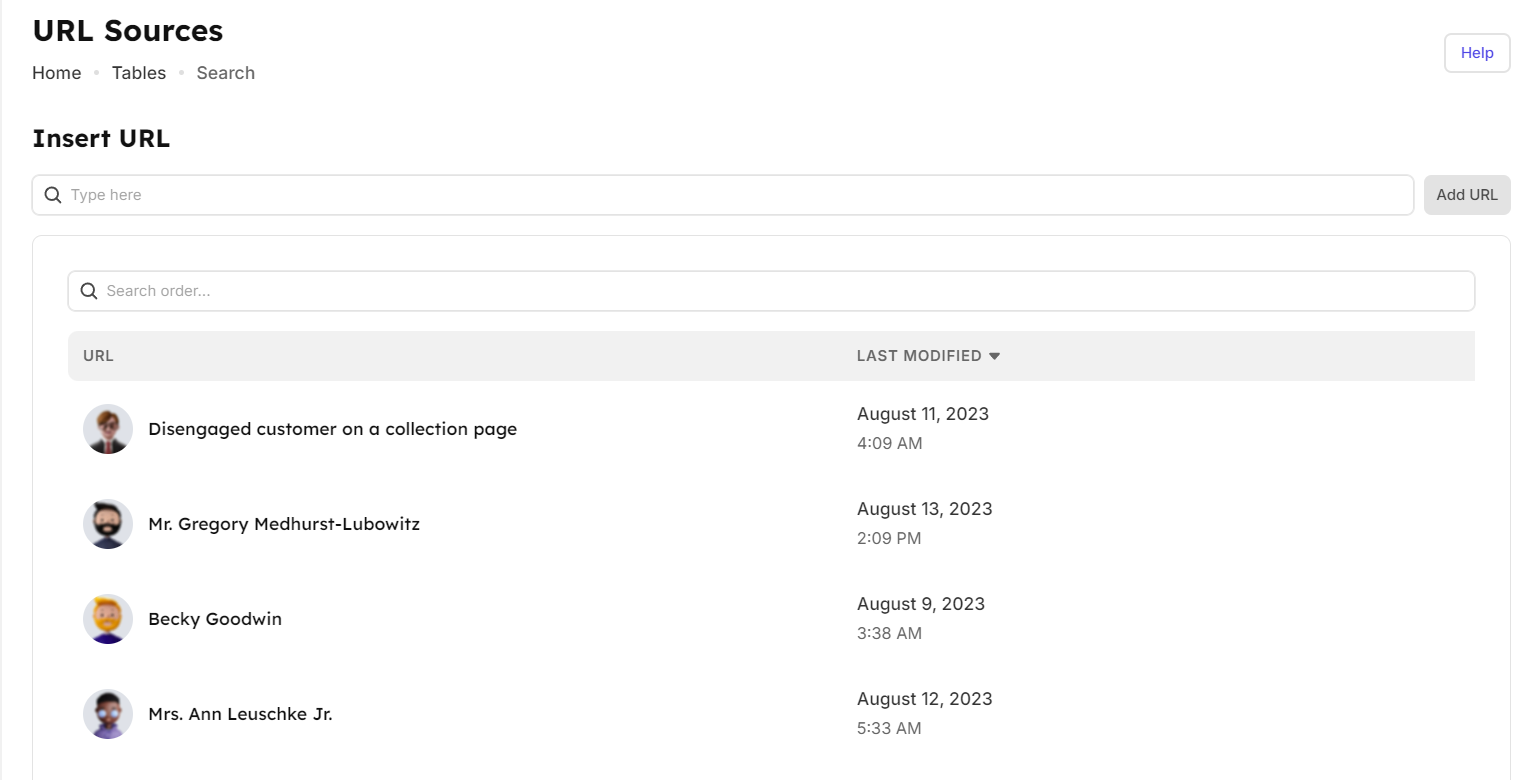 URL Sources
Home • Tables • Search
Help
Insert URL
Type here
Add URL
Search order...
URL LAST MODIFIED
Disengaged customer on a collection page
August 11, 2023
4:09 AM
Mr. Gregory Medhurst-Lubowitz
August 13, 2023
2:09 PM
Becky Goodwin
August 9, 2023
3:38 AM
Mrs. Ann Leuschke Jr.
August 12, 2023
5:33 AM